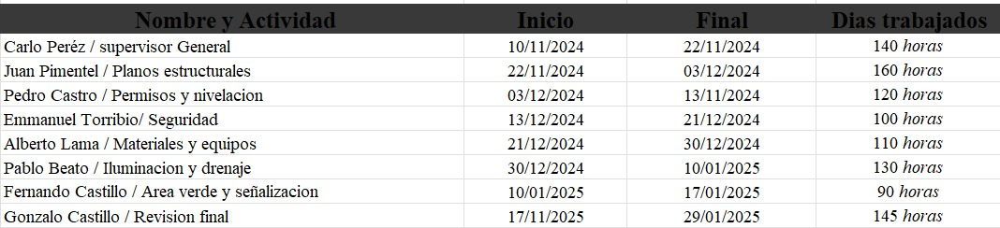 Nombre y Actividad Inicio Final Dias trabajados
Carlo Peréz / supervisor General 10/11/2024 22/11/2024 140 horas
Juan Pimentel / Planos estructurales 22/11/2024 03/12/2024 160 horas
Pedro Castro / Permisos y nivelacion 03/12/2024 13/11/2024 120 horas
Emmanuel Torribio/ Seguridad 13/12/2024 21/12/2024 100 horas
Alberto Lama / Materiales y equipos 21/12/2024 30/12/2024 110 horas
Pablo Beato / Iluminacion y drenaje 30/12/2024 10/01/2025 130 horas
Fernando Castillo / Area verde y señalizacion 10/01/2025 17/01/2025 90 horas
Gonzalo Castillo / Revision final 17/11/2025 29/01/2025 145 horas